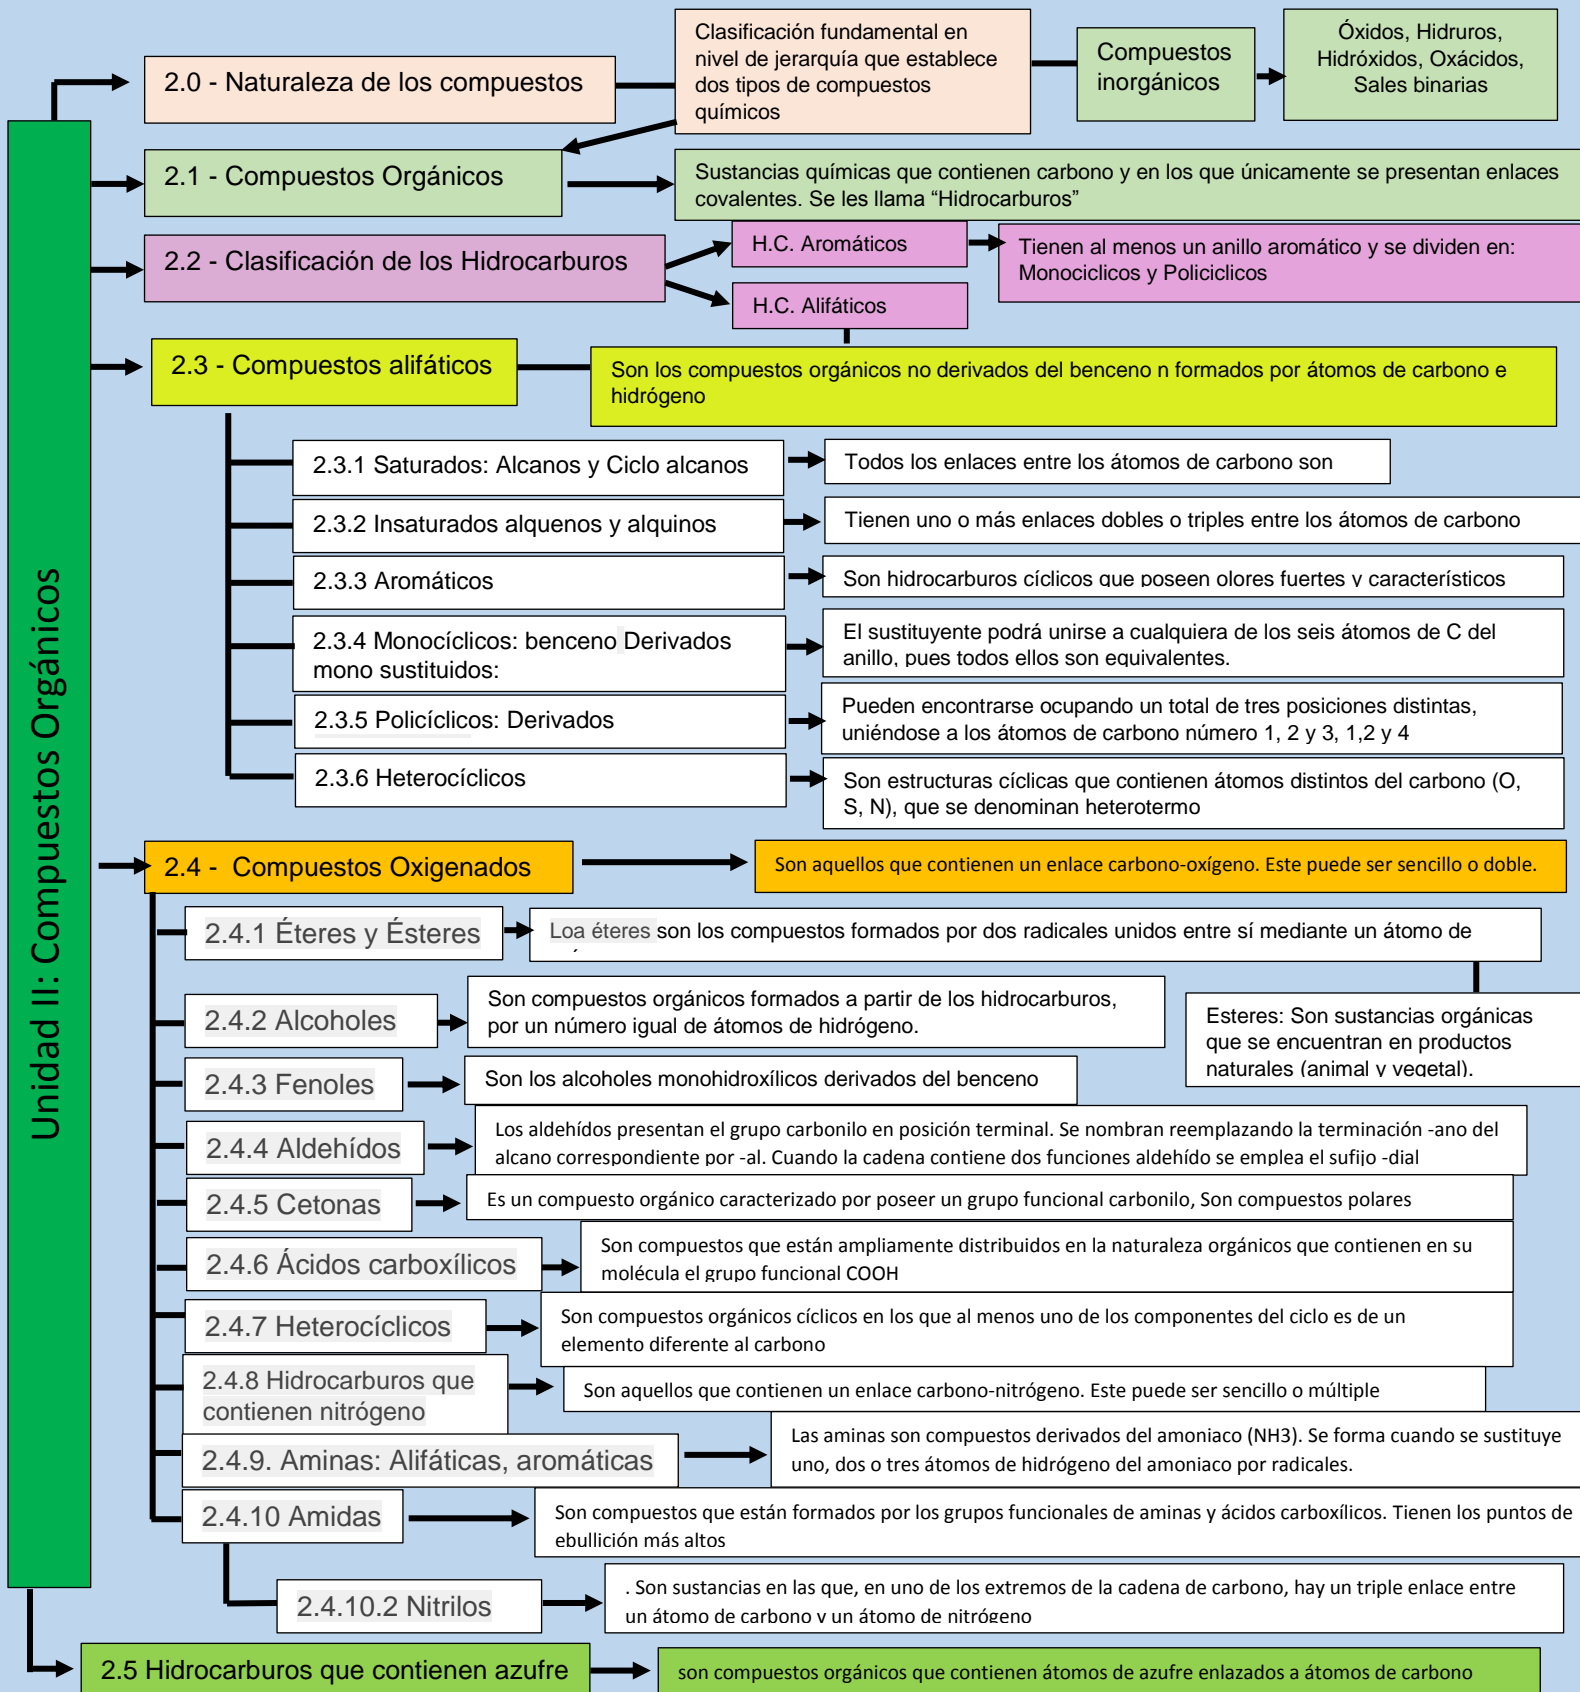 Unidad II: Compuestos Orgánicos
2.0 - Naturaleza de los compuestos
Clasificación fundamental en
nivel de jerarquía que establece
dos tipos de compuestos
químicos
Compuestos
inorgánicos
Óxidos, Hidruros,
Hidróxidos, Oxácidos,
Sales binarias
2.1 - Compuestos Orgánicos
Sustancias químicas que contienen carbono y en los que únicamente se presentan enlaces
covalentes. Se les llama “Hidrocarburos”
2.2 - Clasificación de los Hidrocarburos
H.C. Aromáticos
Tienen al menos un anillo aromático y se dividen en:
Monociclicos y Policiclicos
H.C. Alifáticos
2.3 - Compuestos alifáticos
Son los compuestos orgánicos no derivados del benceno n formados por átomos de carbono e
hidrógeno
2.3.1 Saturados: Alcanos y Ciclo alcanos
Todos los enlaces entre los átomos de carbono son
2.3.2 Insaturados alquenos y alquinos
Tienen uno o más enlaces dobles o triples entre los átomos de carbono
2.3.3 Aromáticos
Son hidrocarburos cíclicos que poseen olores fuertes y característicos
2.3.4 Monocíclicos: benceno Derivados
mono sustituidos:
El sustituyente podrá unirse a cualquiera de los seis átomos de C del
anillo, pues todos ellos son equivalentes.
2.3.5 Policíclicos: Derivados
Pueden encontrarse ocupando un total de tres posiciones distintas,
uniéndose a los átomos de carbono número 1, 2 y 3, 1,2 y 4
2.3.6 Heterocíclicos
Son estructuras cíclicas que contienen átomos distintos del carbono (O,
S, N), que se denominan heterotermo
2.4 - Compuestos Oxigenados
Son aquellos que contienen un enlace carbono-oxígeno. Este puede ser sencillo o doble.
2.4.1 Éteres y Ésteres
Loa éteres son los compuestos formados por dos radicales unidos entre sí mediante un átomo de
Esteres: Son sustancias orgánicas
que se encuentran en productos
naturales (animal y vegetal).
2.4.2 Alcoholes
Son compuestos orgánicos formados a partir de los hidrocarburos,
por un número igual de átomos de hidrógeno.
2.4.3 Fenoles
Son los alcoholes monohidroxílicos derivados del benceno
2.4.4 Aldehídos
Los aldehídos presentan el grupo carbonilo en posición terminal. Se nombran reemplazando la terminación -ano del
alcano correspondiente por -al. Cuando la cadena contiene dos funciones aldehído se emplea el sufijo -dial
2.4.5 Cetonas
Es un compuesto orgánico caracterizado por poseer un grupo funcional carbonilo, Son compuestos polares
2.4.6 Ácidos carboxílicos
Son compuestos que están ampliamente distribuidos en la naturaleza orgánicos que contienen en su
molécula el grupo funcional COOH
2.4.7 Heterocíclicos
Son compuestos orgánicos cíclicos en los que al menos uno de los componentes del ciclo es de un
elemento diferente al carbono
2.4.8 Hidrocarburos que
contienen nitrógeno
Son aquellos que contienen un enlace carbono-nitrógeno. Este puede ser sencillo o múltiple
2.4.9. Aminas: Alifáticas, aromáticas
Las aminas son compuestos derivados del amoniaco (NH3). Se forma cuando se sustituye
uno, dos o tres átomos de hidrógeno del amoniaco por radicales.
2.4.10 Amidas
Son compuestos que están formados por los grupos funcionales de aminas y ácidos carboxílicos. Tienen los puntos de
ebullición más altos
2.4.10.2 Nitrilos
. Son sustancias en las que, en uno de los extremos de la cadena de carbono, hay un triple enlace entre
un átomo de carbono y un átomo de nitrógeno
2.5 Hidrocarburos que contienen azufre
son compuestos orgánicos que contienen átomos de azufre enlazados a átomos de carbono